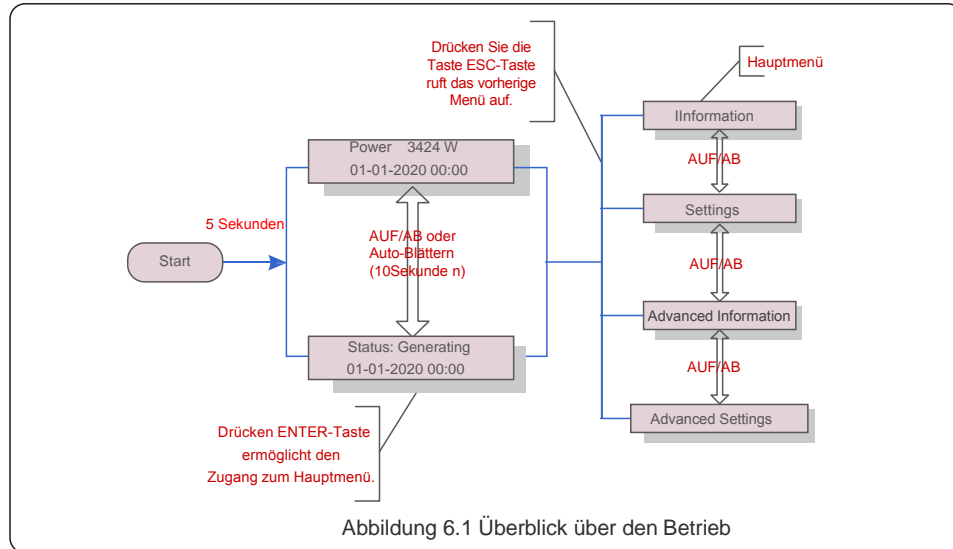 Drücken Sie die
Taste ESC-Taste
ruft das vorherige
Menü auf.
Hauptmenü
IInformation
AUF/AB
Settings
AUF/AB
Advanced Information
AUF/AB
Advanced Settings
Power 3424 W
01-01-2020 00:00
5 Sekunden
Start
AUF/AB oder
Auto-Blättern
(10Sekunde n)
Status: Generating
01-01-2020 00:00
Drücken ENTER-Taste
ermöglicht den
Zugang zum Hauptmenü.
Abbildung 6.1 Überblick über den Betrieb